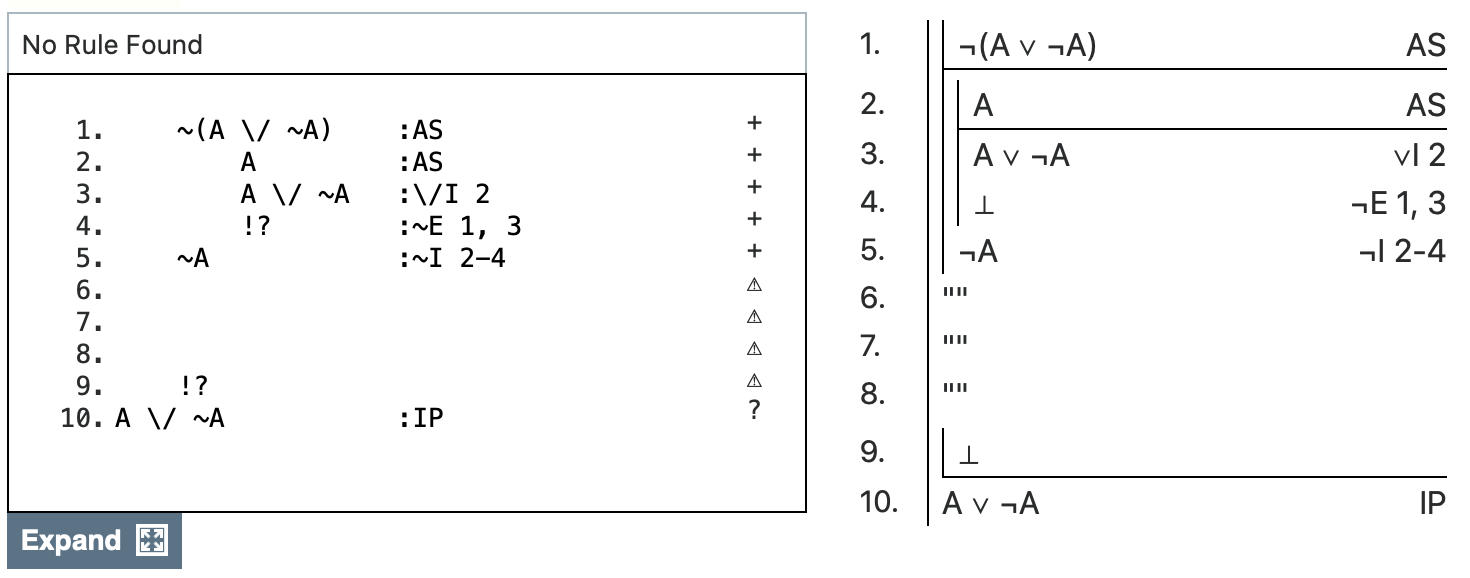 No Rule Found
1. ~(A \/ ~A) :AS +
2. A :AS +
3. A \/ ~A :\/I 2 +
4. !? :~E 1, 3 +
5. ~A :~I 2-4 +
6. ⚠
7. ⚠
8. ⚠
9. !? ⚠
10. A \/ ~A :IP ?
Expand
1. ¬(A ∨ ¬A) AS
2. A AS
3. A ∨ ¬A ∨I 2
4. ⊥ ¬E 1, 3
5. ¬A ¬I 2-4
6. ""
7. ""
8. ""
9. ⊥
10. A ∨ ¬A IP